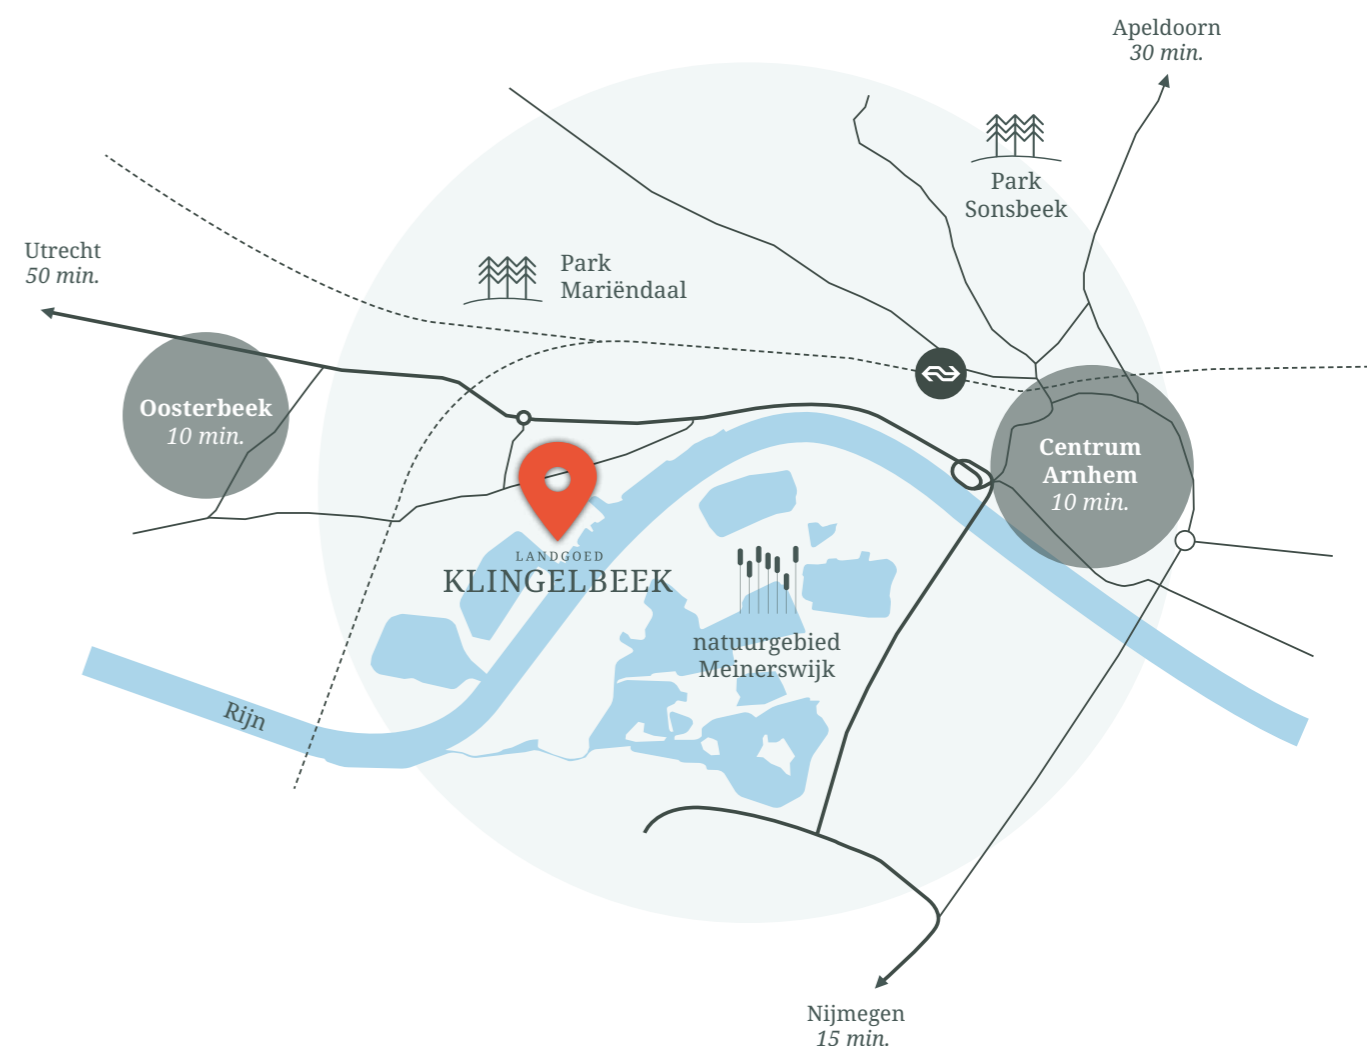 Apeldoorn
30 min.
Park
Sonsbeek
Utrecht
50 min.
Park
Mariëndaal
Oosterbeek
10 min.
Centrum
Arnhem
10 min.
LANDGOED
KLINGELBEEK
natuurgebied
Meinerswijk
Rijn
Nijmegen
15 min.